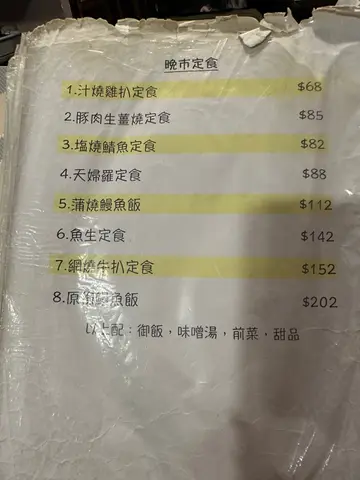 晚市定食
1.汁燒雞扒定食 $68
2.豚肉生薑燒定食 $85
3.塩燒鯖魚定食 $82
4.天婦羅定食 $88
5.蒲燒鰻魚飯 $112
6.魚生定食 $142
7.網燒牛扒定食 $152
8.原 魚飯 $202
以上配：御飯，味噌湯，前菜，甜品